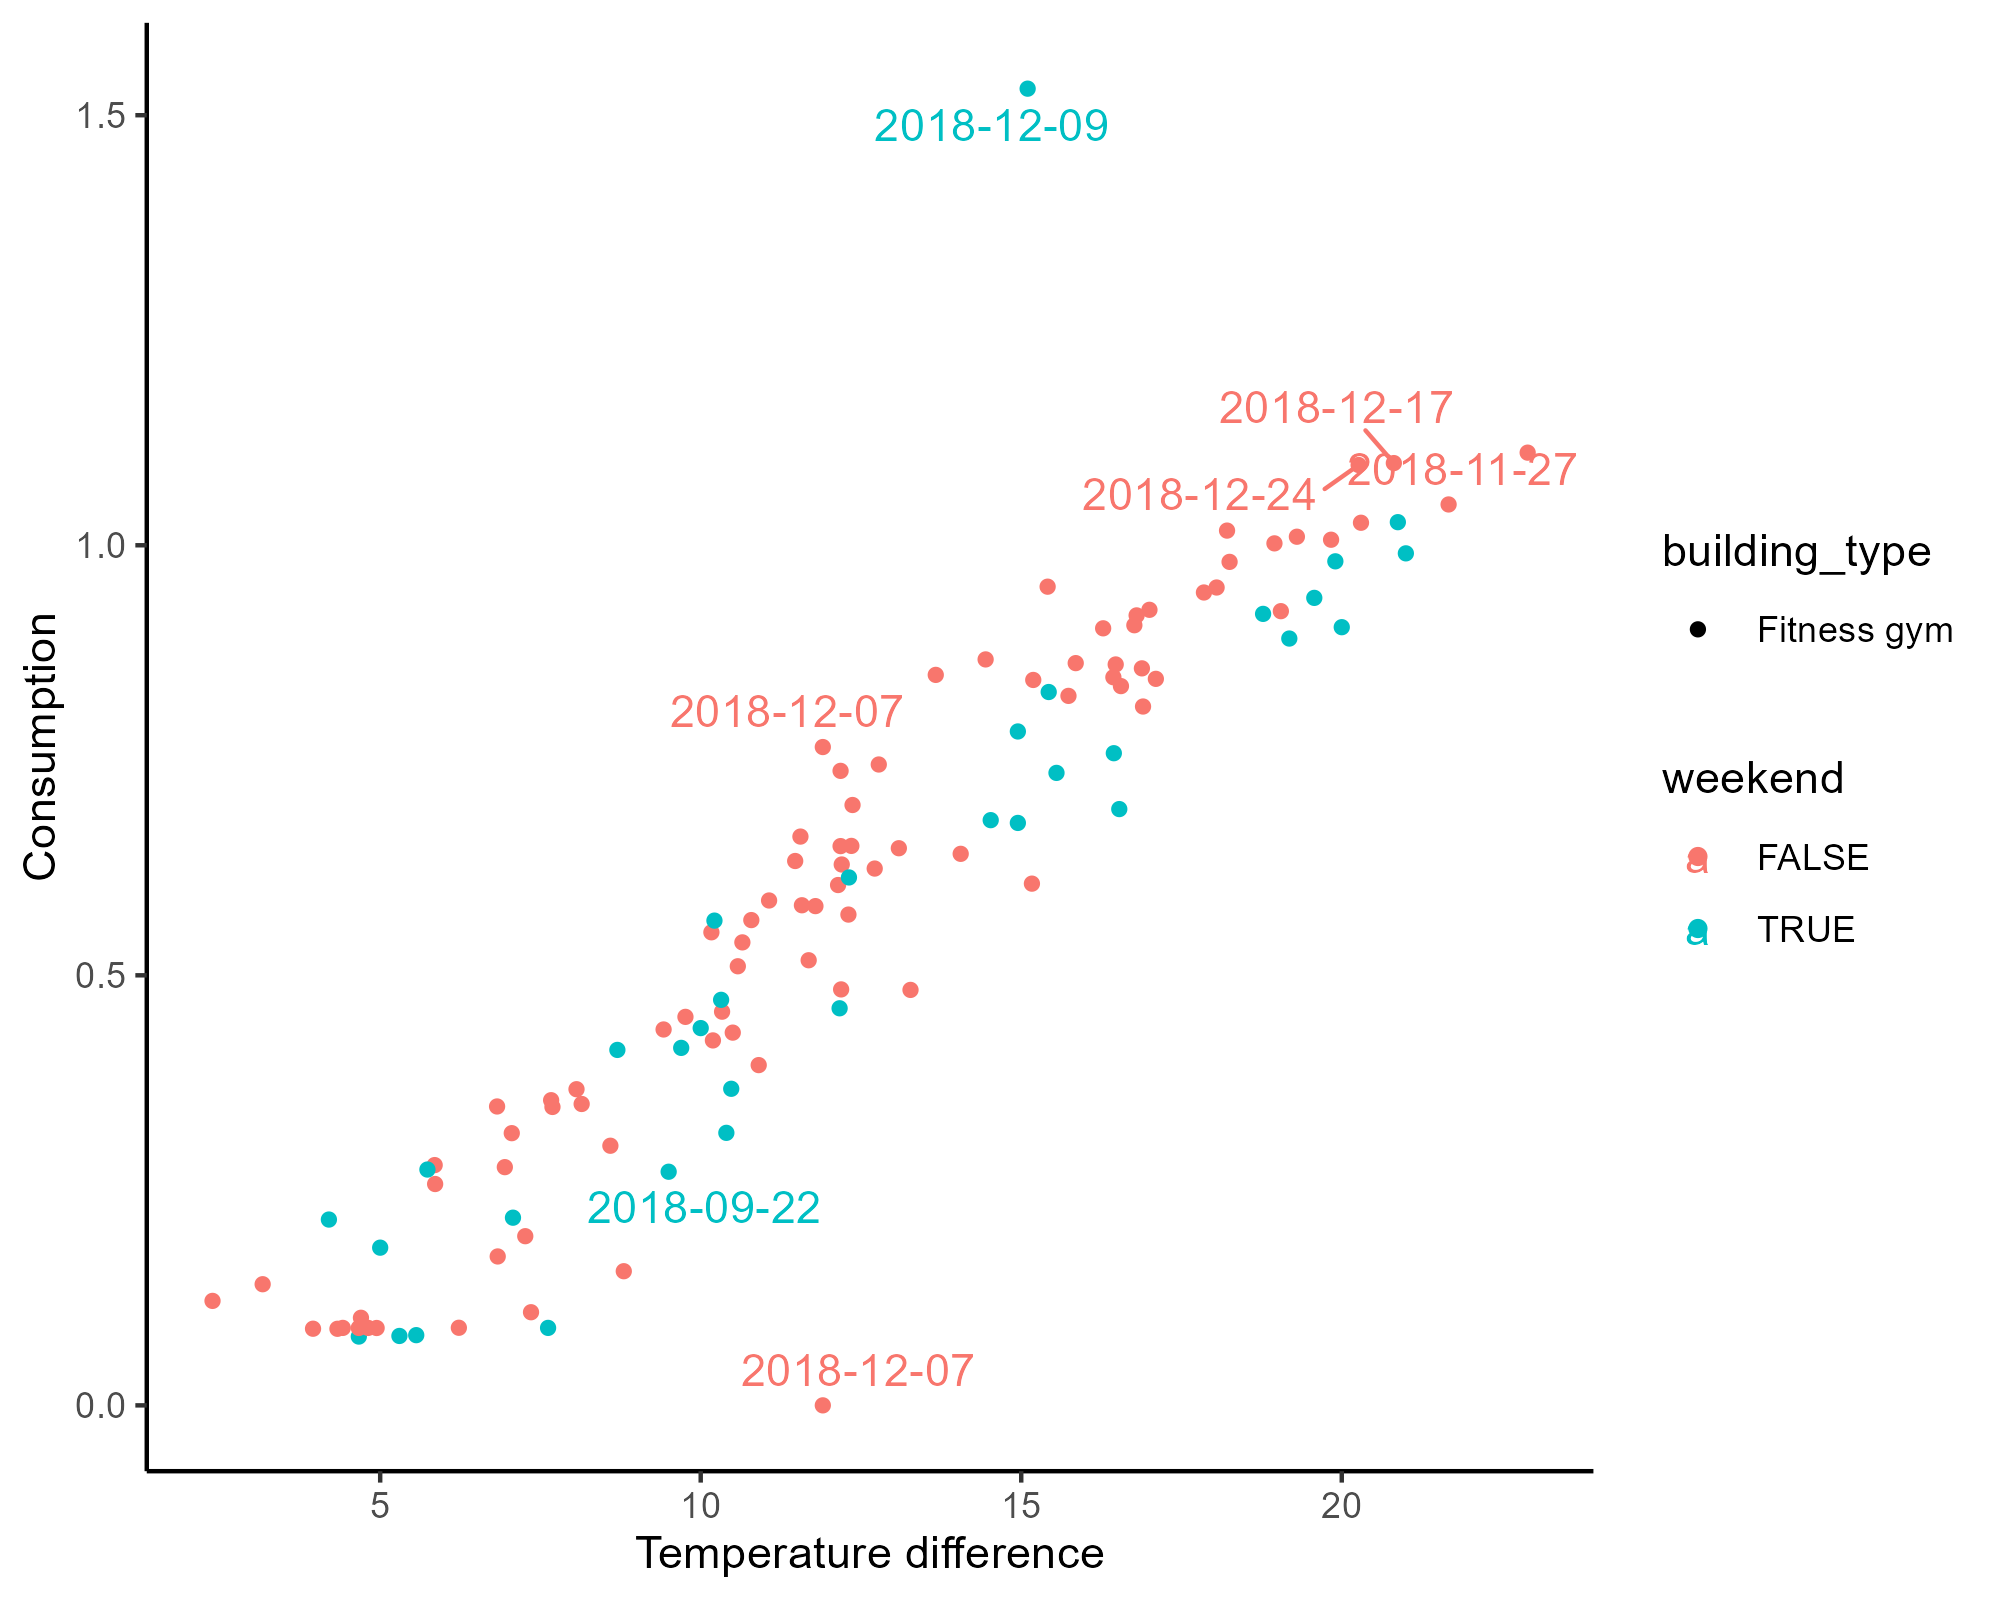 1.5
1.0
0.5
0.0
Consumption
5
10
15
20
Temperature difference
2018-12-09
2018-12-17
2018-11-27
2018-12-24
2018-12-07
2018-09-22
2018-12-07
building_type
Fitness gym
weekend
a FALSE
a TRUE